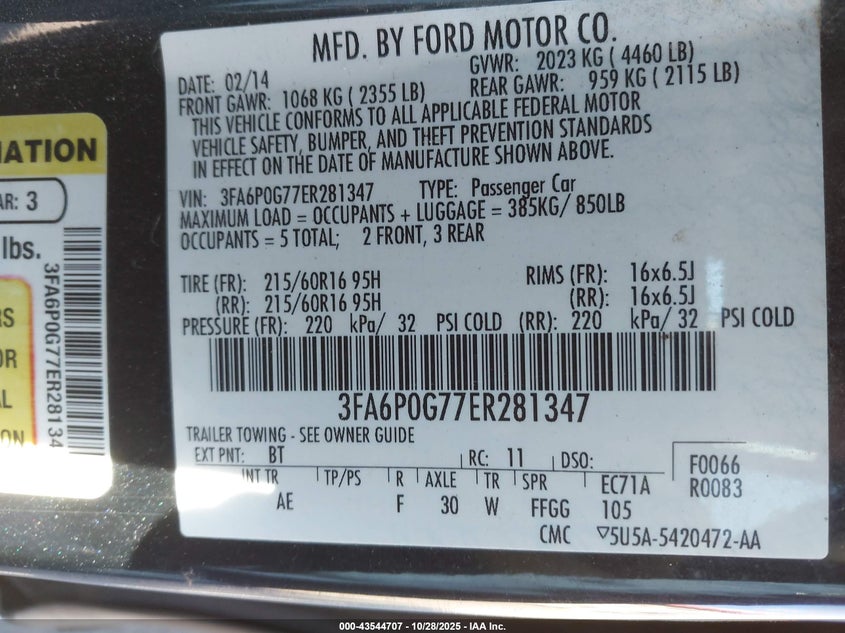 MFD. BY FORD MOTOR CO.
DATE: 02/14
GVWR: 2023 KG ( 4460 LB)
FRONT GAWR: 1068 KG ( 2355 LB)
REAR GAWR: 959 KG ( 2115 LB)
THIS VEHICLE CONFORMS TO ALL APPLICABLE FEDERAL MOTOR
VEHICLE SAFETY, BUMPER, AND THEFT PREVENTION STANDARDS
IN EFFECT ON THE DATE OF MANUFACTURE SHOWN ABOVE.
VIN: 3FA6P0G77ER281347 TYPE: Passenger Car
MAXIMUM LOAD = OCCUPANTS + LUGGAGE = 385KG/ 850LB
OCCUPANTS = 5 TOTAL; 2 FRONT, 3 REAR
TIRE (FR): 215/60R16 95H RIMS (FR): 16x6.5J
(RR): 215/60R16 95H (RR): 16x6.5J
PRESSURE (FR): 220 kPa/ 32 PSI COLD (RR): 220 kPa/ 32 PSI COLD
3FA6P0G77ER281347
TRAILER TOWING - SEE OWNER GUIDE
EXT PNT: BT RC: 11 DSO: F0066
R0083
INT TR TP/PS R AXLE TR SPR EC71A
AE F 30 W FFGG 105
CMC 5U5A-5420472-AA
MATION
AR: 3
lbs.
3FA6P0G77ER28134
RS
OR
AL
ON
000-43544707 - 10/28/2025 - IAA Inc.